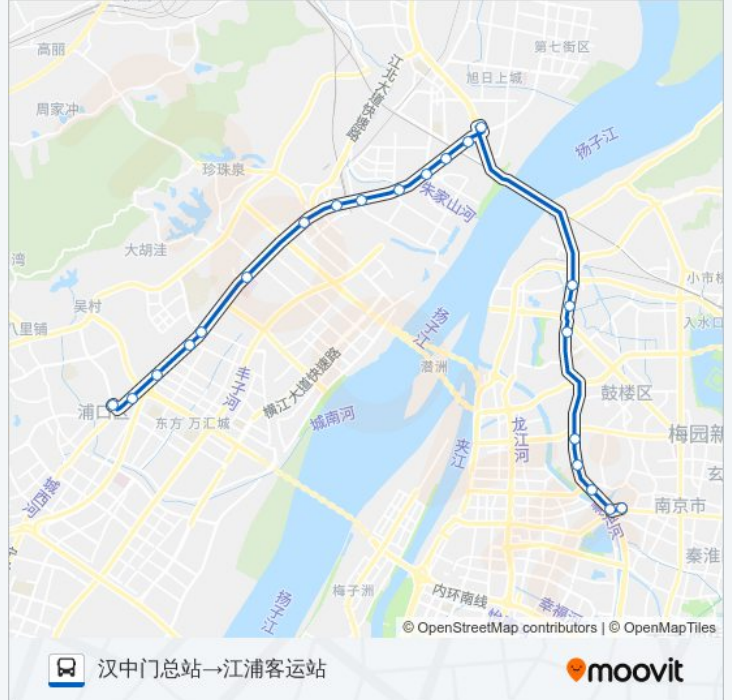 高丽
第七街区
江北大道快速路
旭日上城
周家冲
扬子江
珍珠泉
朱家山河
大胡洼
湾
小市
吴村
八里铺
扬子江
入水口
潜洲
丰子河
横江大道快速路
鼓楼区
浦口区
东方 万汇城
城南河
龙江河
梅园新
夹江
玄
城西河
南京市
秦淮
梅子洲
内环南线
扬子江
幸福河
© OpenStreetMap contributors | © OpenMapTiles
汉中门总站→江浦客运站
moovit